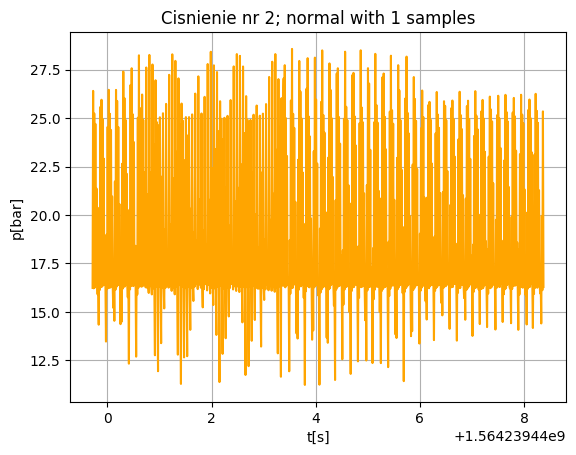 Cisnienie nr 2; normal with 1 samples
27.5
25.0
22.5
20.0
17.5
15.0
12.5
p[bar]
0 2 4 6 8
t[s]
+1.56423944e9